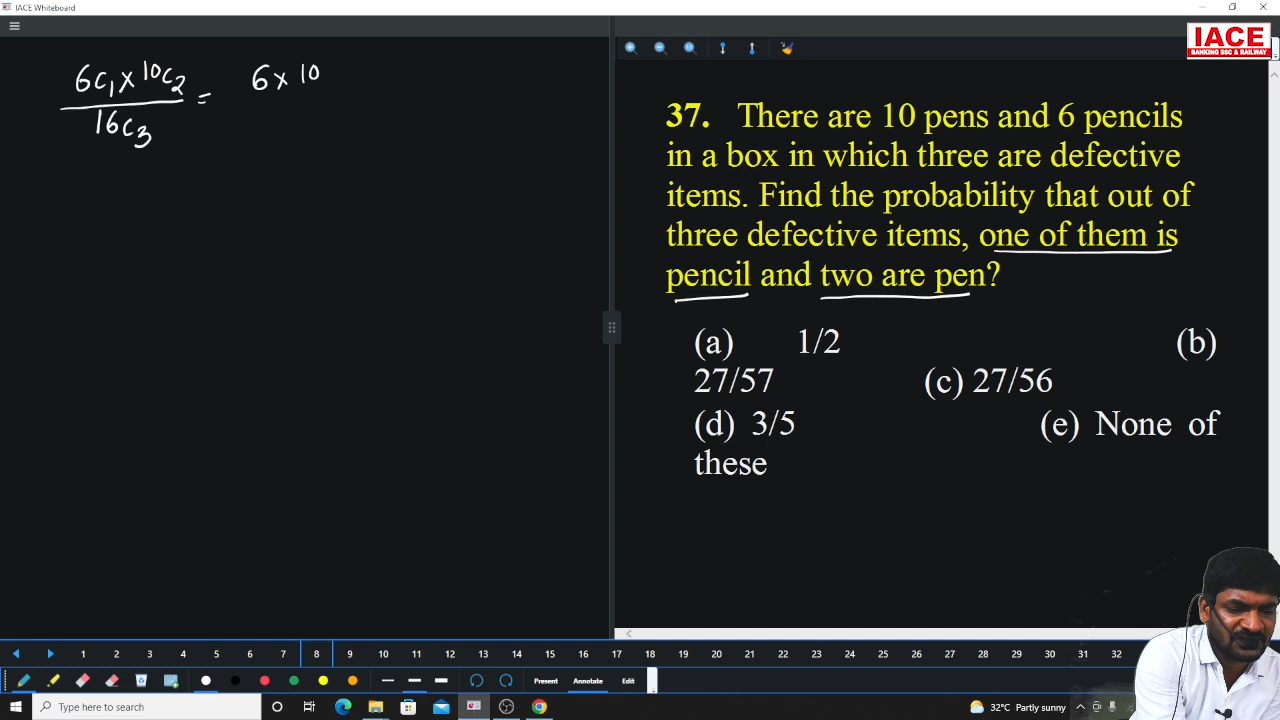 IACE Whiteboard
IACE
BANKING SSC & RAILWAY
6c₁ x 10c₂ = 6 x 10
16c₃
37. There are 10 pens and 6 pencils
in a box in which three are defective
items. Find the probability that out of
three defective items, one of them is
pencil and two are pen?
(a) 1/2 (b)
27/57 (c) 27/56
(d) 3/5 (e) None of
these
1 2 3 4 5 6 7 8 9 10 11 12 13 14 15 16 17 18 19 20 21 22 23 24 25 26 27 28 29 30 31 32
Present Annotate Edit
Type here to search
32°C Partly sunny